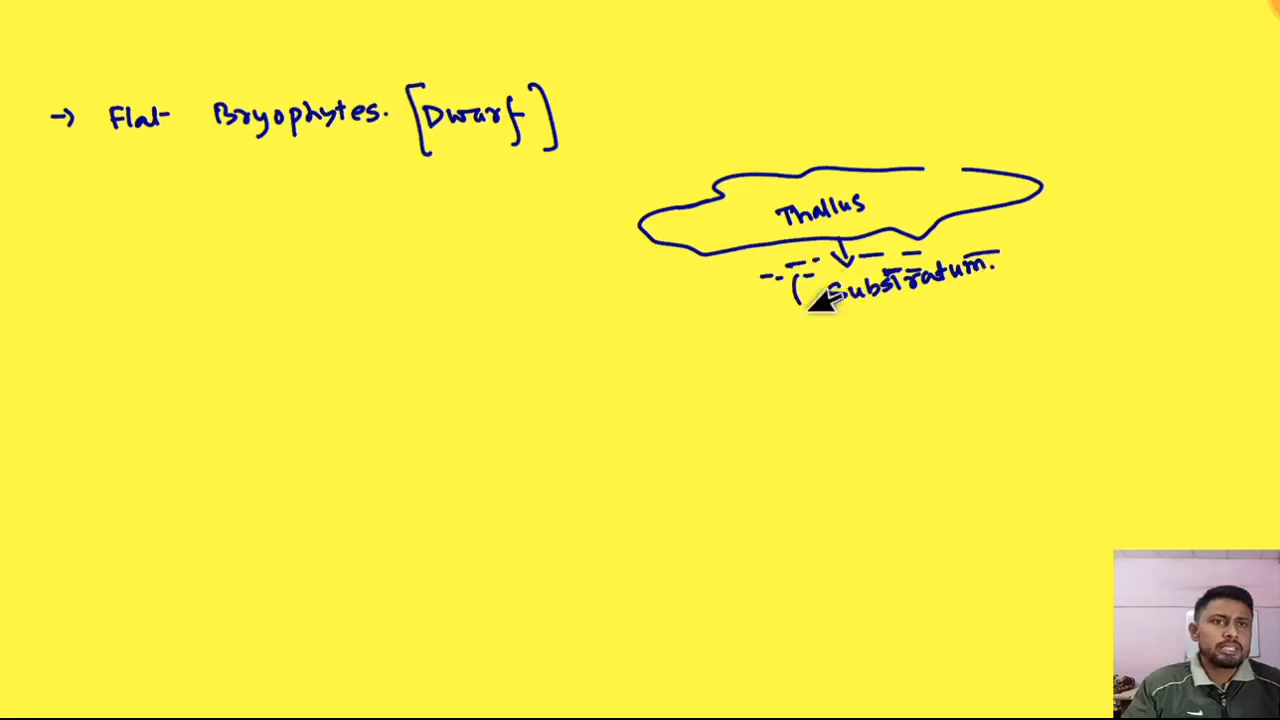 → Flat Bryophytes. [Dwarf]
Thallus
Substratum.